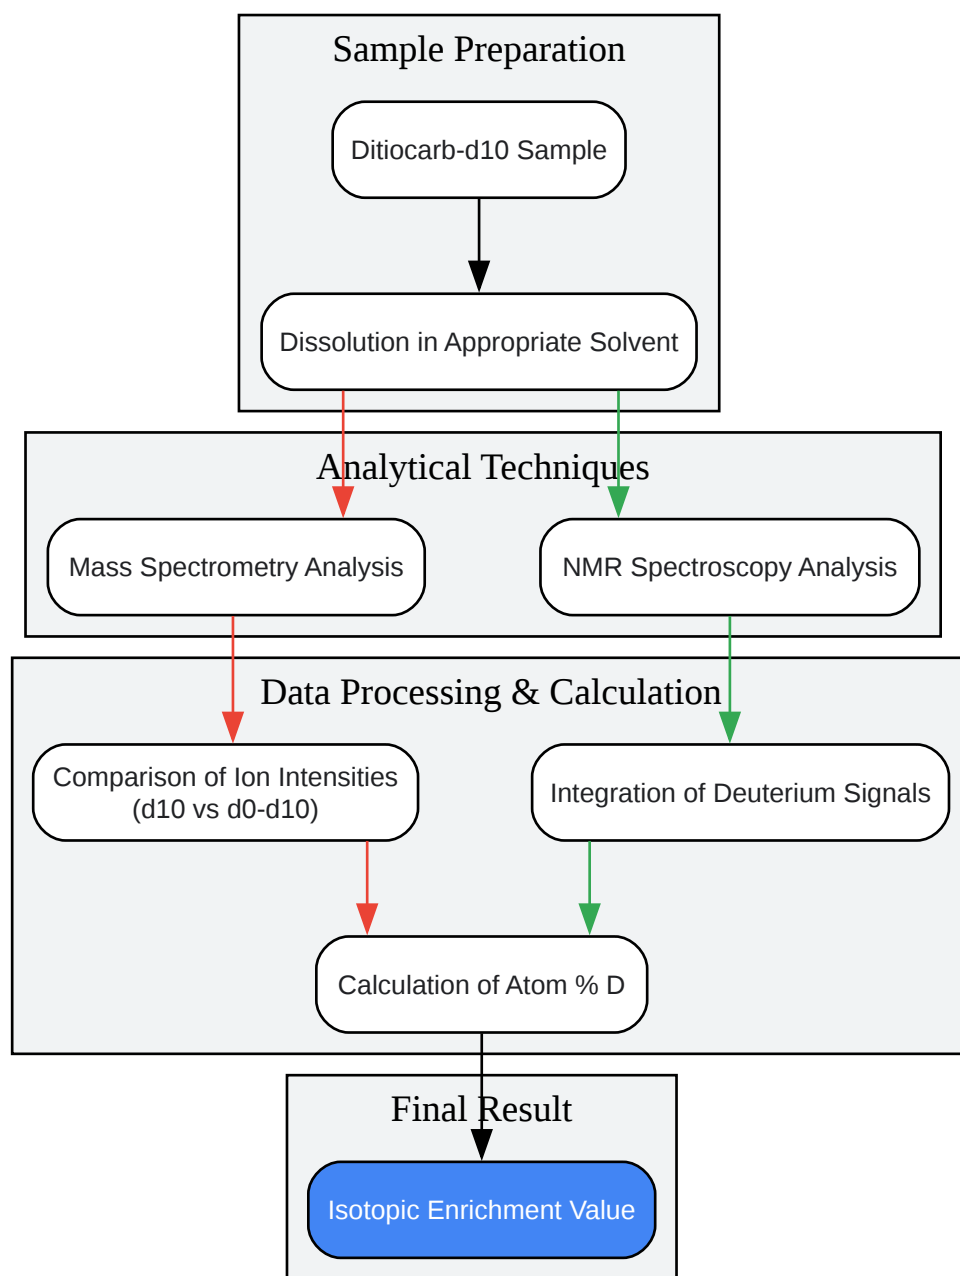 Sample Preparation
Ditiocarb-d10 Sample
Dissolution in Appropriate Solvent
Analytical Techniques
Mass Spectrometry Analysis
NMR Spectroscopy Analysis
Data Processing & Calculation
Comparison of Ion Intensities
(d10 vs d0-d10)
Integration of Deuterium Signals
Calculation of Atom % D
Final Result
Isotopic Enrichment Value